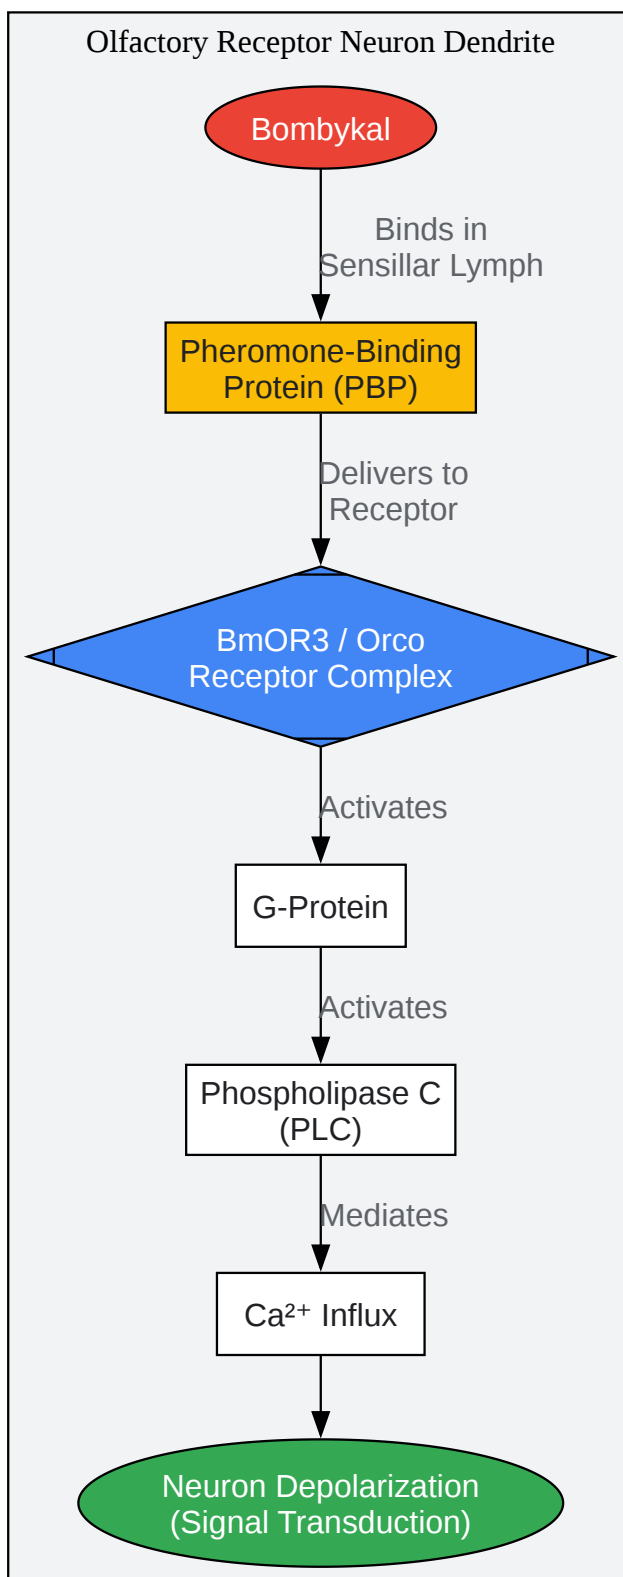 Olfactory Receptor Neuron Dendrite
Bombykal
Binds in
Sensillar Lymph
Pheromone-Binding
Protein (PBP)
Delivers to
Receptor
BmOR3 / Orco
Receptor Complex
Activates
G-Protein
Activates
Phospholipase C
(PLC)
Mediates
Ca²⁺ Influx
Neuron Depolarization
(Signal Transduction)